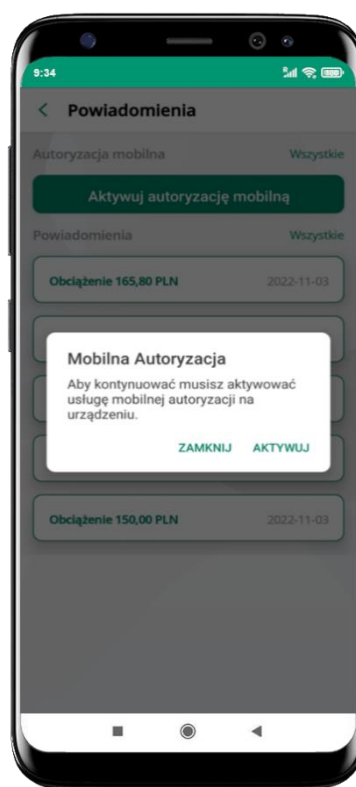 9:34
Powiadomienia
Autoryzacja mobilna Wszystkie
Aktywuj autoryzację mobilną
Powiadomienia Wszystkie
Obciążenie 165,80 PLN 2022-11-03
Mobilna Autoryzacja
Aby kontynuować musisz aktywować
usługę mobilnej autoryzacji na
urządzeniu.
ZAMKNIJ AKTYWUJ
Obciążenie 150,00 PLN 2022-11-03